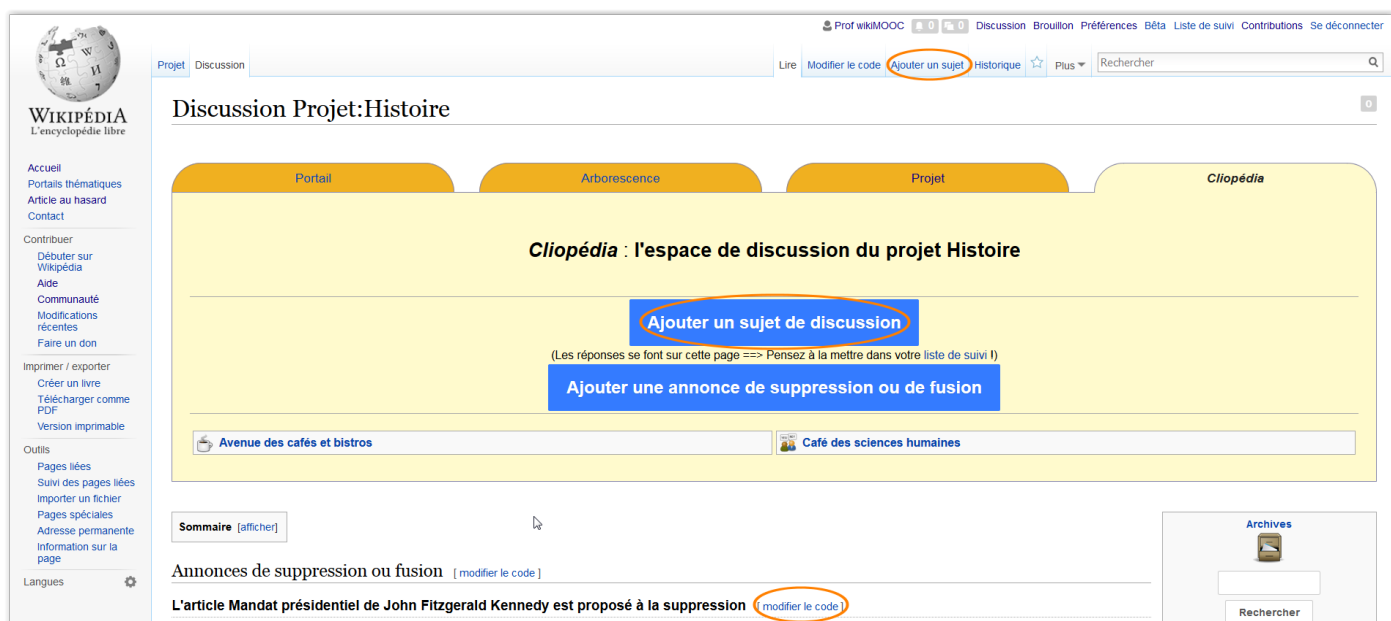 Prof wikiMOOC 0 0 Discussion Brouillon Préférences Bêta Liste de suivi Contributions Se déconnecter
Projet Discussion Lire Modifier le code Ajouter un sujet Historique Plus Rechercher
WIKIPÉDIA
L'encyclopédie libre
Discussion Projet:Histoire
0
Accueil
Portails thématiques
Article au hasard
Contact
Contribuer
Débuter sur
Wikipédia
Aide
Communauté
Modifications
récentes
Faire un don
Imprimer / exporter
Créer un livre
Télécharger comme
PDF
Version imprimable
Outils
Pages liées
Suivi des pages liées
Importer un fichier
Pages spéciales
Adresse permanente
Information sur la
page
Langues
Portail Arborescence Projet Cliopédia
Cliopédia : l'espace de discussion du projet Histoire
Ajouter un sujet de discussion
(Les réponses se font sur cette page ==> Pensez à la mettre dans votre liste de suivi !)
Ajouter une annonce de suppression ou de fusion
Avenue des cafés et bistros Café des sciences humaines
Sommaire [afficher]
Archives
Rechercher
Annonces de suppression ou fusion [ modifier le code ]
L'article Mandat présidentiel de John Fitzgerald Kennedy est proposé à la suppression [ modifier le code ]